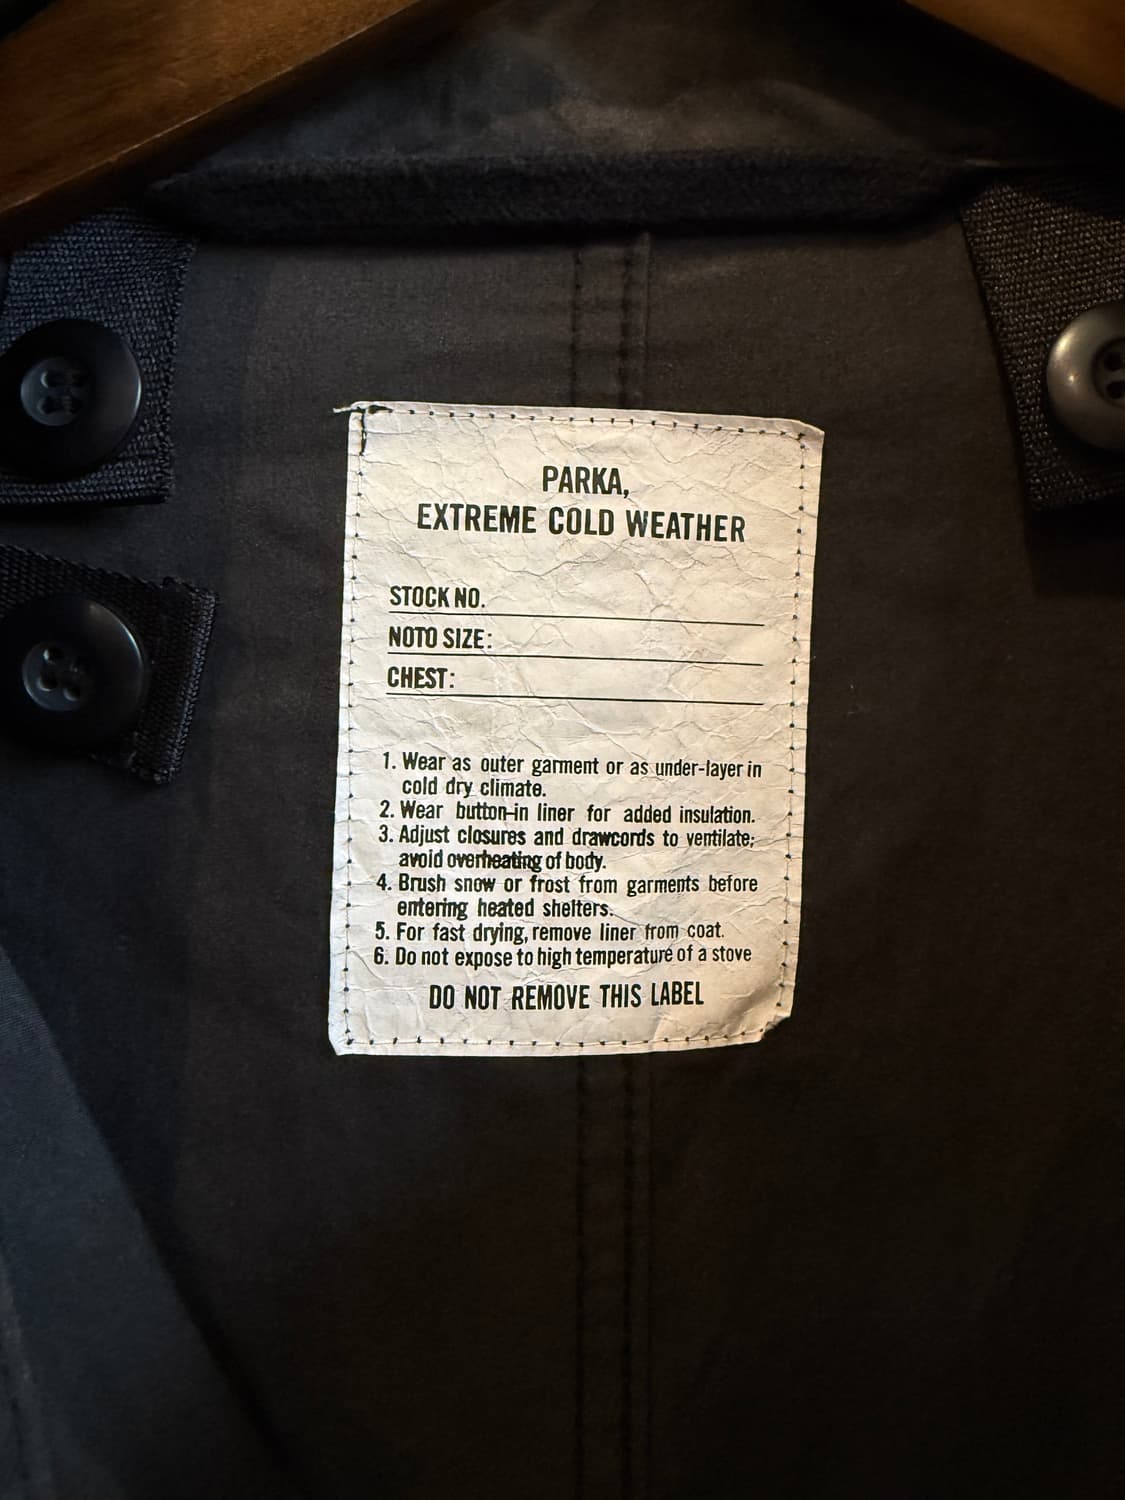 PARKA,
EXTREME COLD WEATHER
STOCK NO.
NOTO SIZE:
CHEST:
1. Wear as outer garment or as under-layer in
cold dry climate.
2. Wear button-in liner for added insulation.
3. Adjust closures and drawcords to ventilate;
avoid overheating of body.
4. Brush snow or frost from garments before
entering heated shelters.
5. For fast drying, remove liner from coat.
6. Do not expose to high temperature of a stove
DO NOT REMOVE THIS LABEL